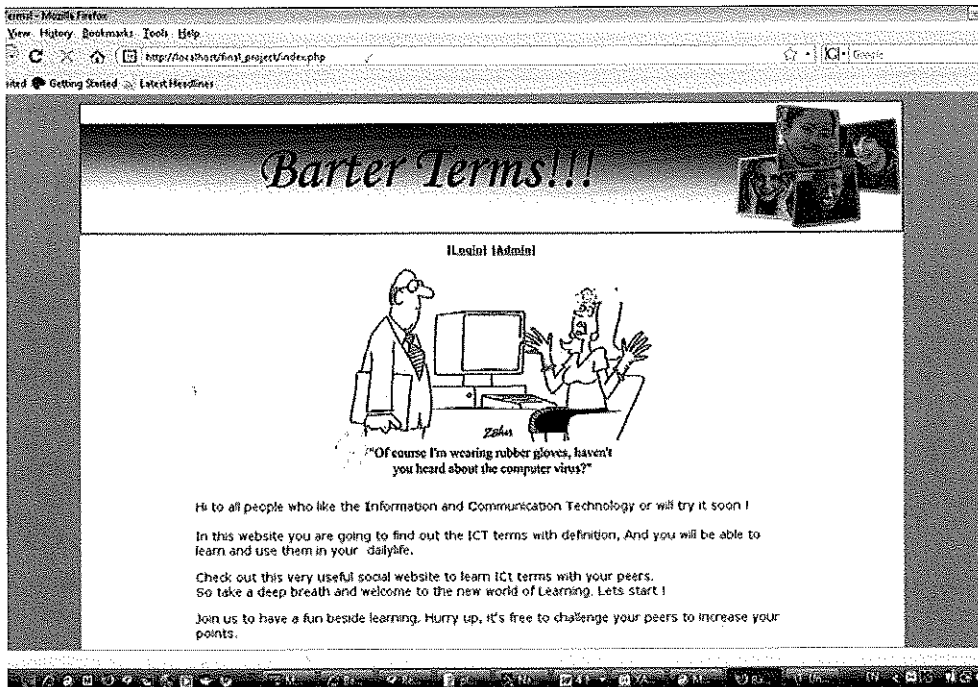 Mozilla Firefox
View History Bookmarks Tools Help
http://localhost/final_project/index.php
Google
Getting Started Latest Headlines
Barter Terms!!!
[Login] [Admin]
"Of course I'm wearing rubber gloves, haven't
you heard about the computer virus?"
Hi to all people who like the Information and Communication Technology or will try it soon !
In this website you are going to find out the ICT terms with definition, And you will be able to
learn and use them in your dailylife.
Check out this very useful social website to learn ICt terms with your peers.
So take a deep breath and welcome to the new world of Learning. Lets start !
Join us to have a fun beside learning. Hurry up, it's free to challenge your peers to increase your
points.